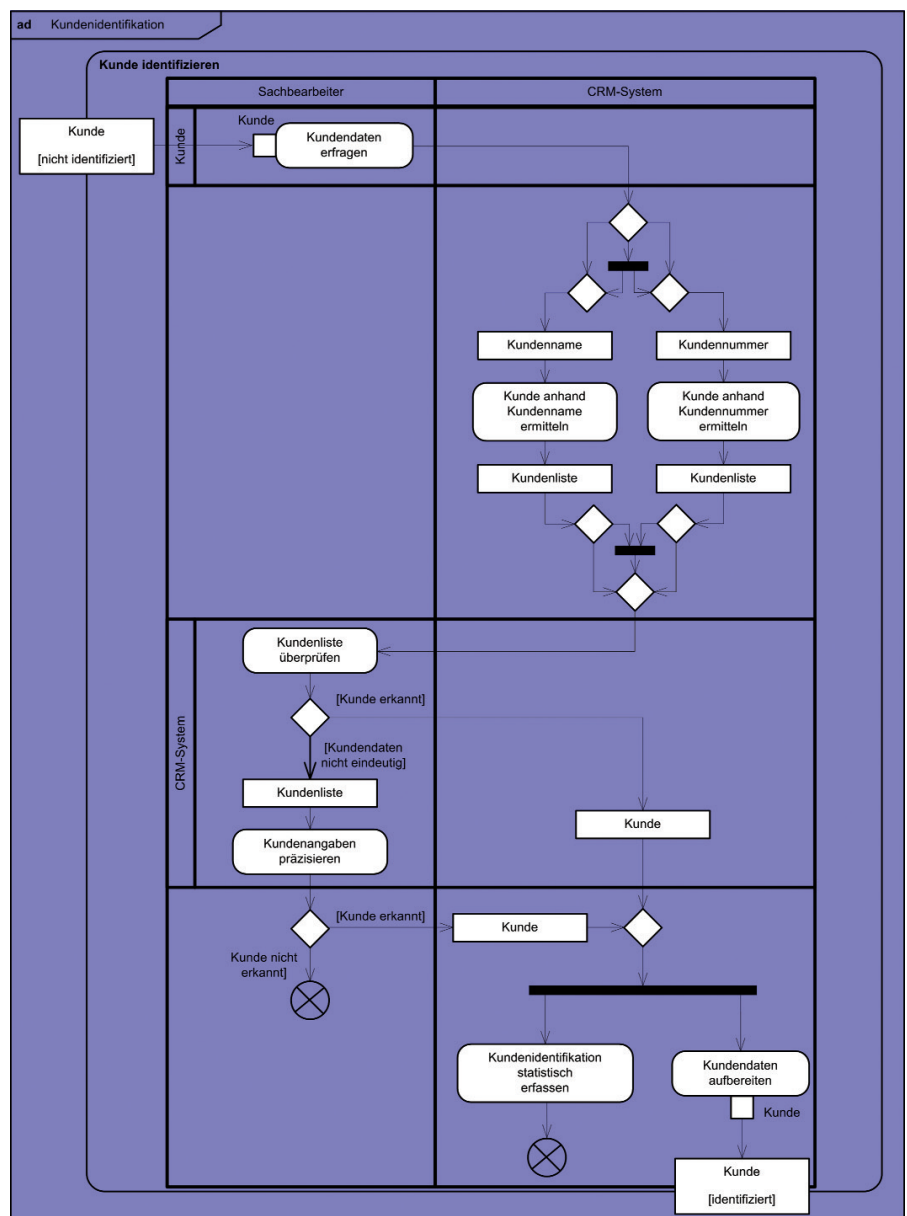 ad Kundenidentifikation
Kunde identifizieren
Sachbearbeiter
CRM-System
Kunde
[nicht identifiziert]
Kunde
Kunde
Kundendaten
erfragen
Kundenname
Kundennummer
Kunde anhand
Kundenname
ermitteln
Kunde anhand
Kundennummer
ermitteln
Kundenliste
Kundenliste
CRM-System
Kundenliste
überprüfen
[Kunde erkannt]
[Kundendaten
nicht eindeutig]
Kundenliste
Kunde
Kundenangaben
präzisieren
[Kunde erkannt]
Kunde
Kunde nicht
erkannt]
Kundenidentifikation
statistisch
erfassen
Kundendaten
aufbereiten
Kunde
Kunde
[identifiziert]